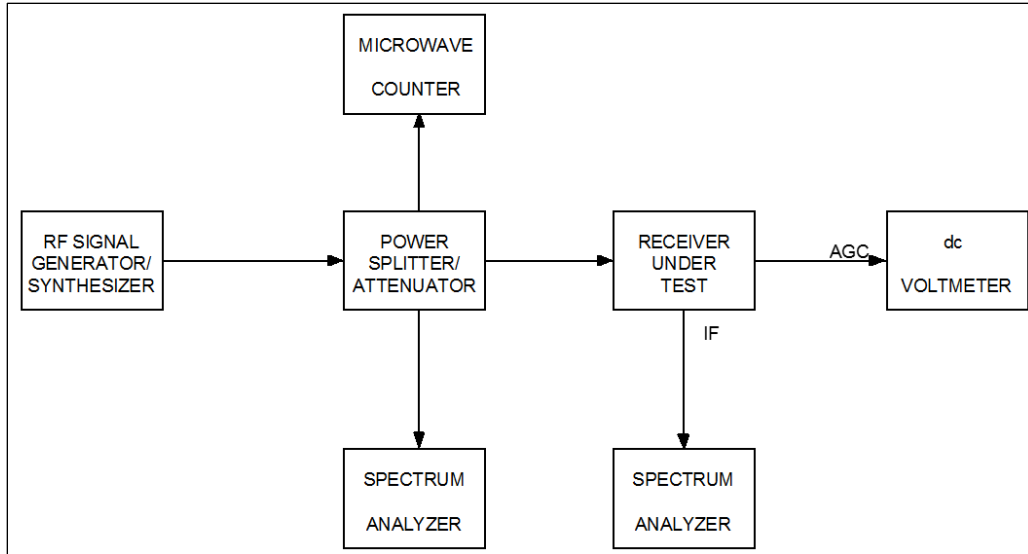 MICROWAVE
COUNTER
RF SIGNAL
GENERATOR/
SYNTHESIZER
POWER
SPLITTER/
ATTENUATOR
RECEIVER
UNDER
TEST
AGC
dc
VOLTMETER
IF
SPECTRUM
ANALYZER
SPECTRUM
ANALYZER